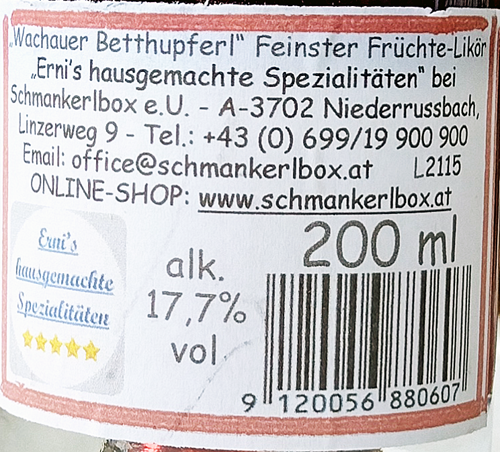 „Wachauer Betthupferl" Feinster Früchte-Likör
„Erni's hausgemachte Spezialitäten" bei
Schmankerlbox e.U. - A-3702 Niederrussbach,
Linzerweg 9 - Tel.: +43 (0) 699/19 900 900
Email: office@schmankerlbox.at L2115
ONLINE-SHOP: www.schmankerlbox.at
200 ml
Erni's
hausgemachte
Spezialitäten
alk.
17,7%
vol
9 120056 880607